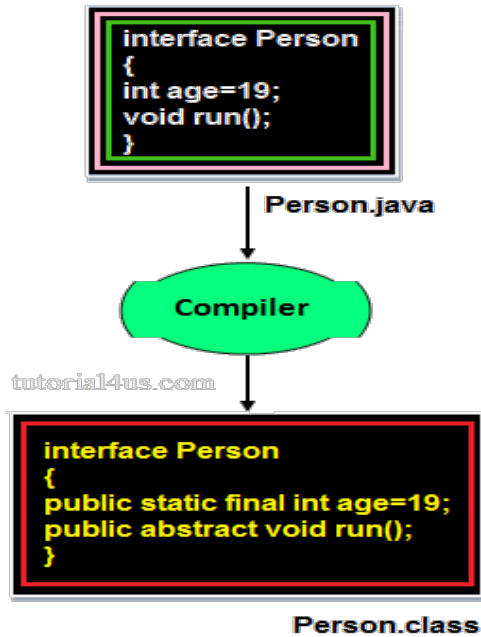 interface Person
{
int age=19;
void run();
}
Person.java
Compiler
tutorial4us.com
interface Person
{
public static final int age=19;
public abstract void run();
}
Person.class